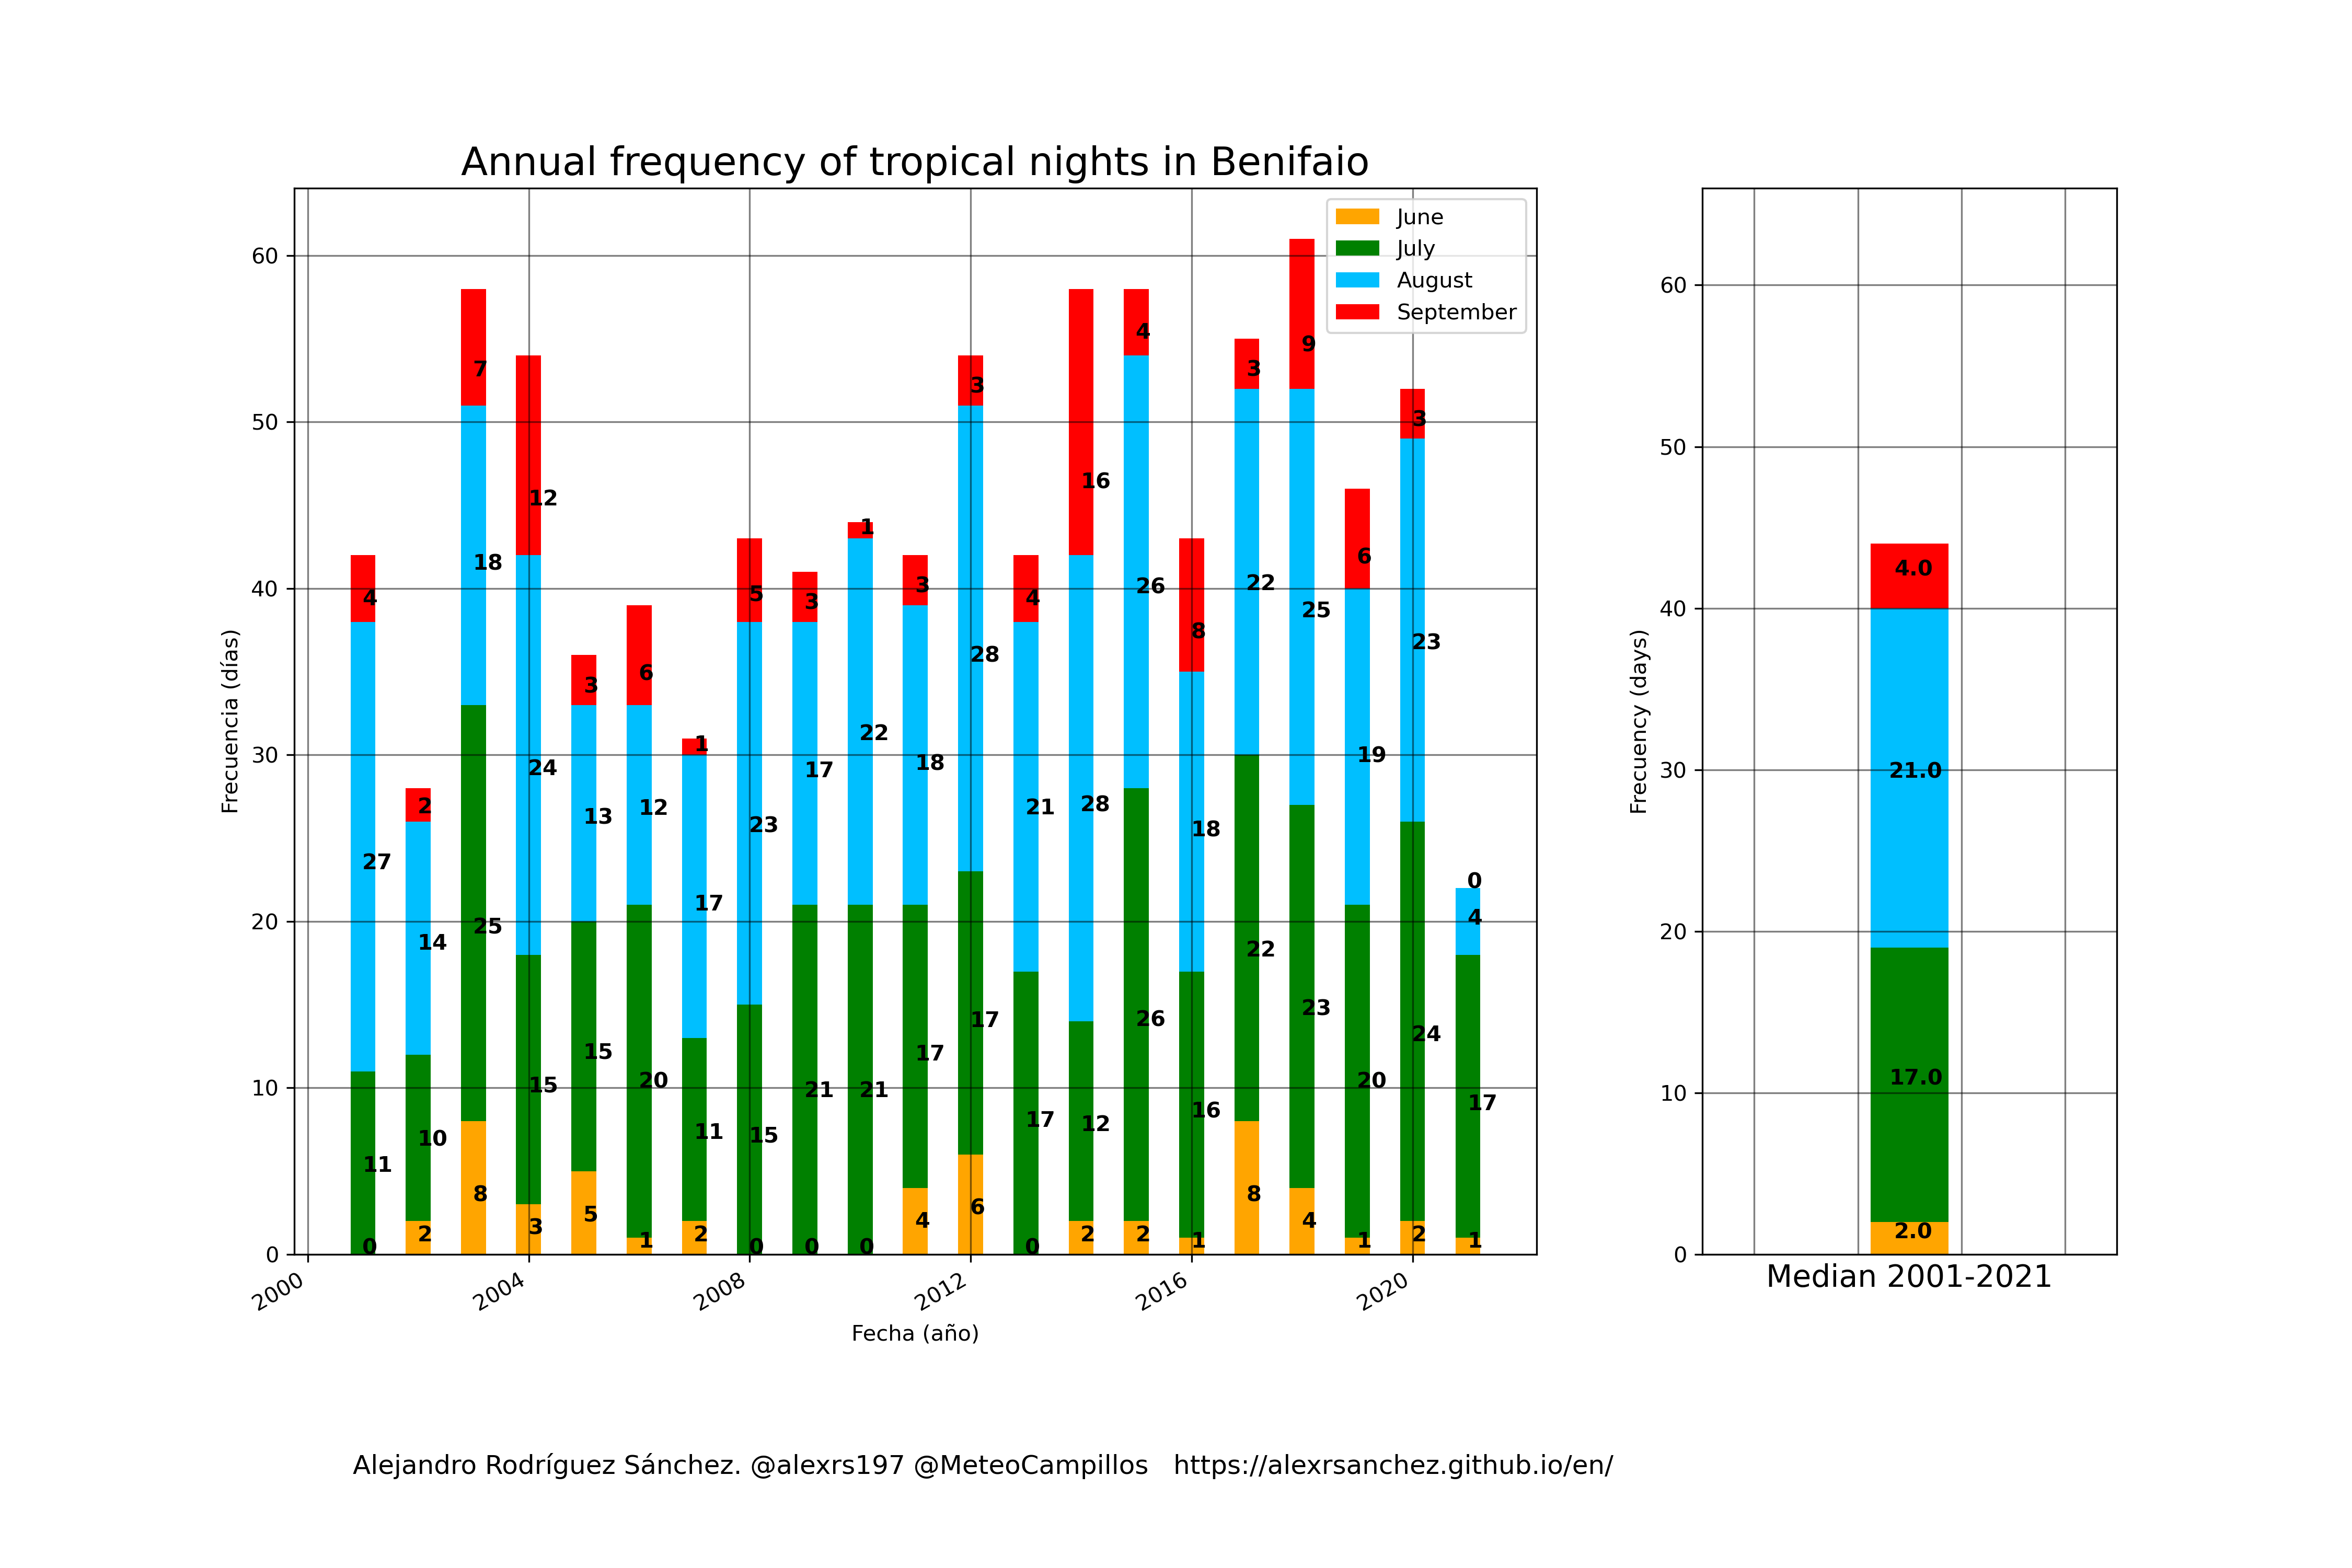 Annual frequency of tropical nights in Benifaio
June
July
August
September
60
50
40
30
20
10
0
Frecuencia (días)
4 27 11 0
2 14 10 2
7 18 25 8
12 24 15 3
3 13 15 5
6 12 20 1
1 17 11 2
5 23 15 0
3 17 21 0
1 22 21 0
3 18 17 4
3 28 17 6
4 21 17 0
16 28 12 2
4 26 26 2
8 18 16 1
3 22 22 8
9 25 23 4
6 19 20 1
3 23 24 2
0 4 17 1
2000 2004 2008 2012 2016 2020
Fecha (año)
60
50
40
30
20
10
0
Frecuency (days)
4.0
21.0
17.0
2.0
Median 2001-2021
Alejandro Rodríguez Sánchez. @alexrs197 @MeteoCampillos https://alexrsanchez.github.io/en/